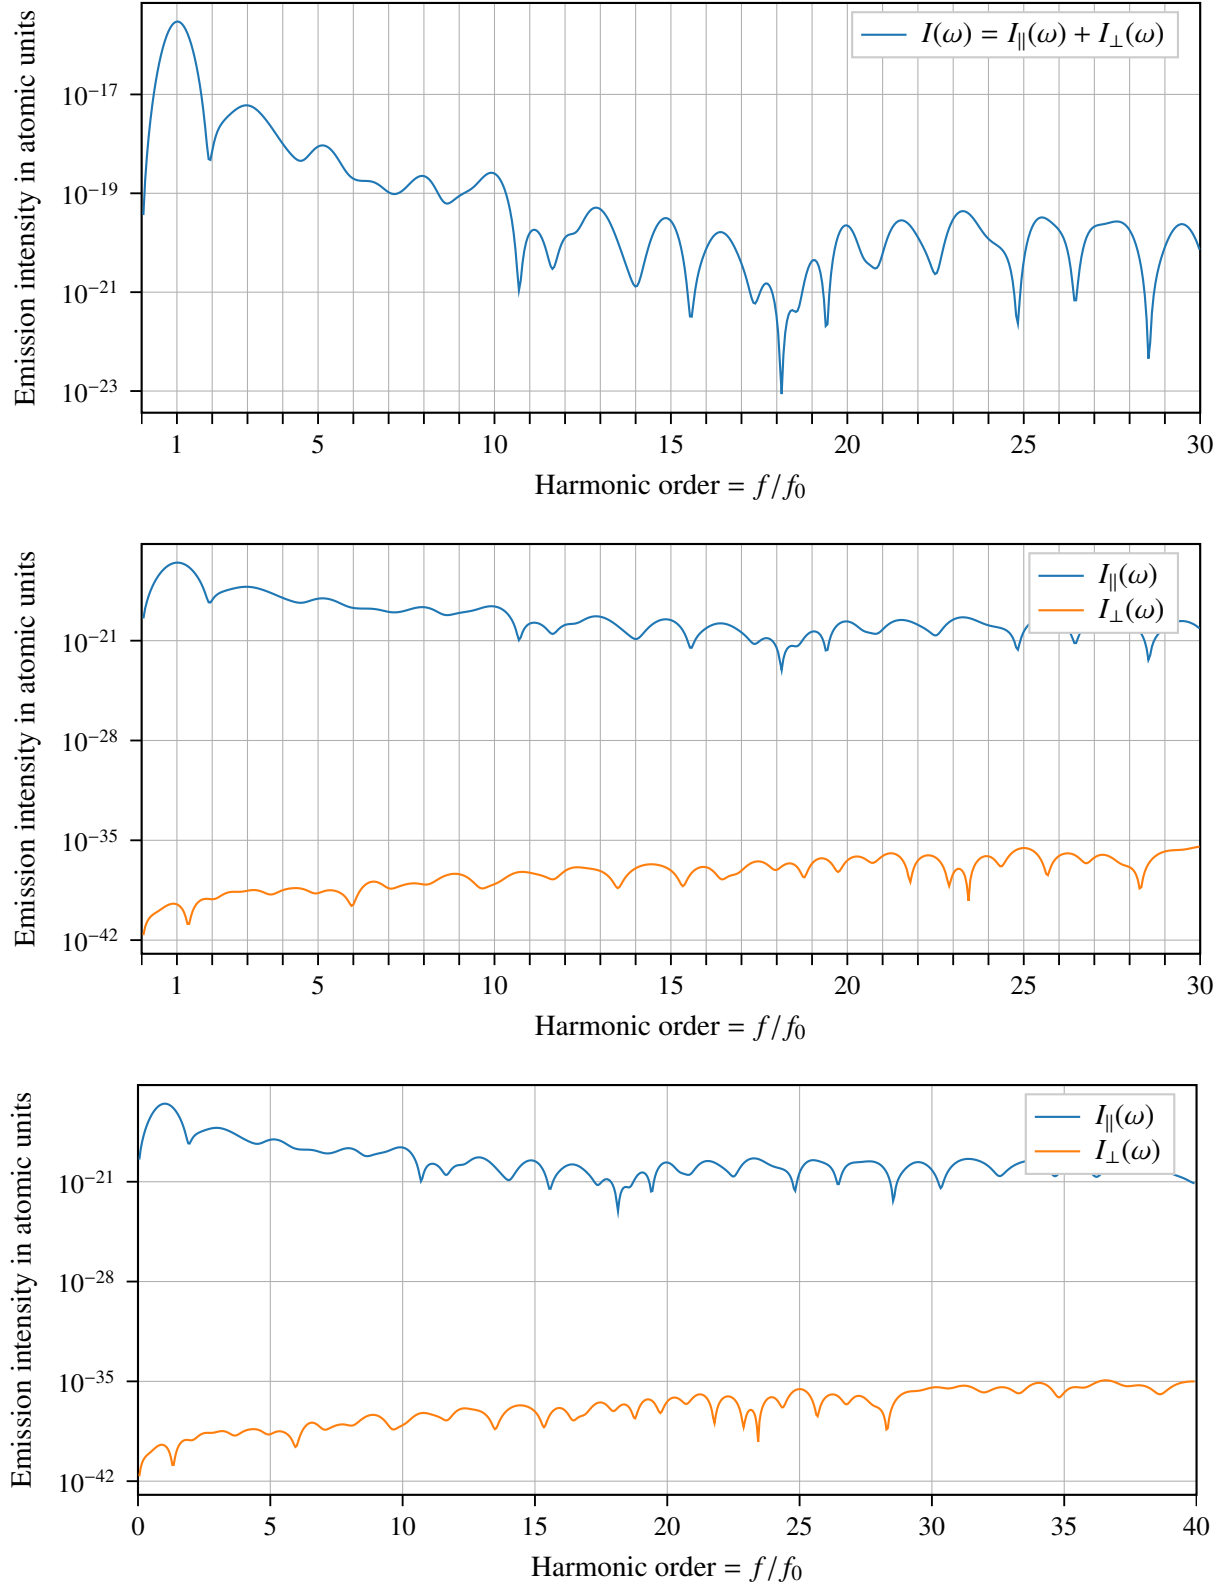 Emission intensity in atomic units
I(ω) = I∥(ω) + I⊥(ω)
10⁻¹⁷
10⁻¹⁹
10⁻²¹
10⁻²³
1 5 10 15 20 25 30
Harmonic order = f/f₀
Emission intensity in atomic units
I∥(ω)
I⊥(ω)
10⁻²¹
10⁻²⁸
10⁻³⁵
10⁻⁴²
1 5 10 15 20 25 30
Harmonic order = f/f₀
Emission intensity in atomic units
I∥(ω)
I⊥(ω)
10⁻²¹
10⁻²⁸
10⁻³⁵
10⁻⁴²
0 5 10 15 20 25 30 35 40
Harmonic order = f/f₀